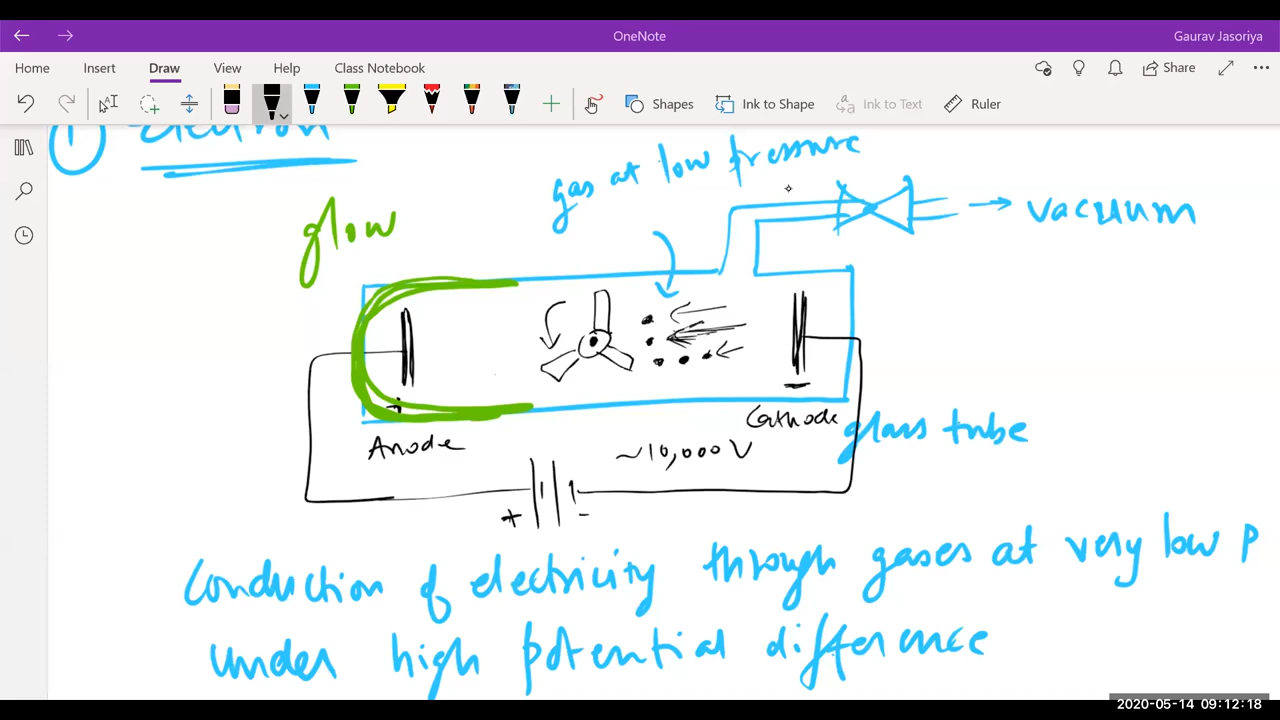 OneNote
Gaurav Jasoriya
Home Insert Draw View Help Class Notebook
Share
Shapes Ink to Shape Ink to Text Ruler
① Electron
gas at low pressure
glow
vacuum
+
-
Anode
Cathode
glass tube
~10,000 V
+ -
Conduction of electricity through gases at very low P
under high potential difference
2020-05-14 09:12:18